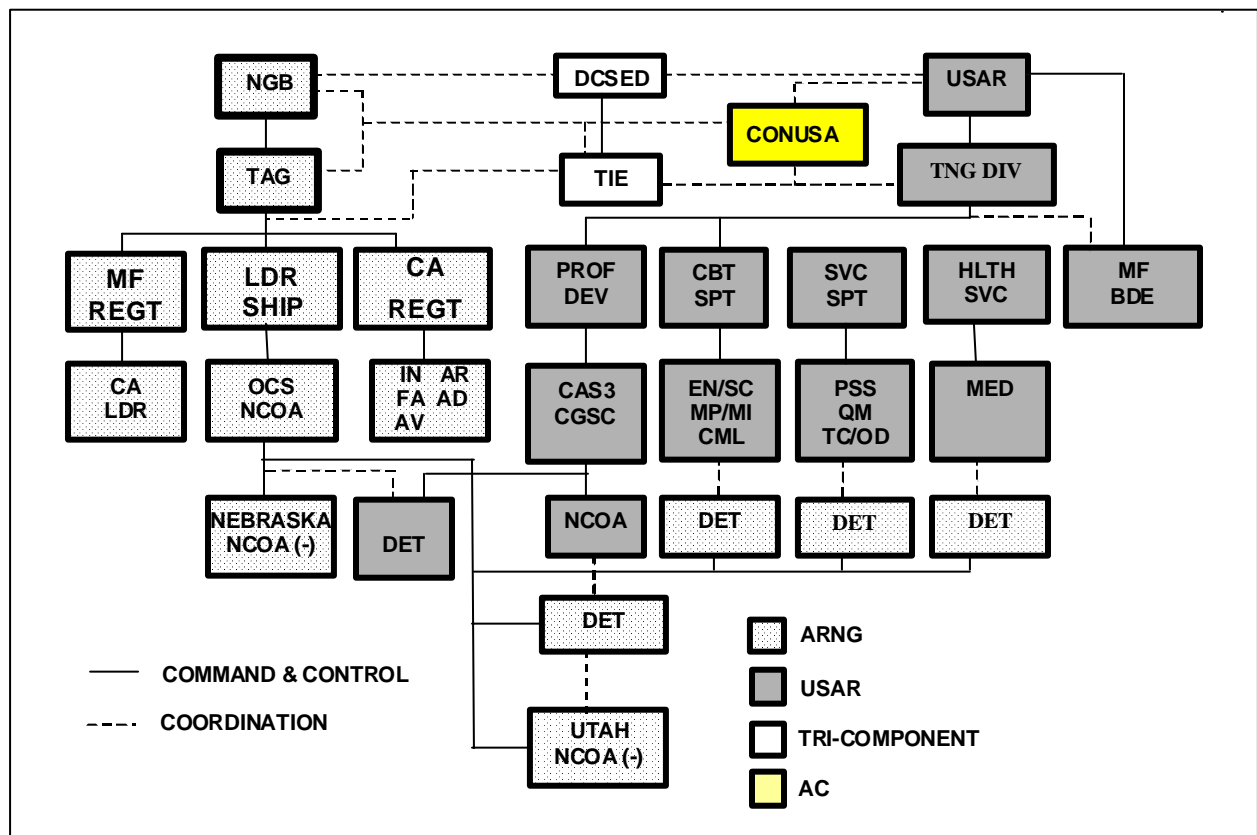 NGB
DCSED
USAR
CONUSA
TAG
TIE
TNG DIV
MF
REGT
LDR
SHIP
CA
REGT
PROF
DEV
CBT
SPT
SVC
SPT
HLTH
SVC
MF
BDE
CA
LDR
OCS
NCOA
IN AR
FA AD
AV
CAS3
CGSC
EN/SC
MP/MI
CML
PSS
QM
TC/OD
MED
NEBRASKA
NCOA (-)
DET
NCOA
DET
DET
DET
DET
UTAH
NCOA (-)
COMMAND & CONTROL
COORDINATION
ARNG
USAR
TRI-COMPONENT
AC